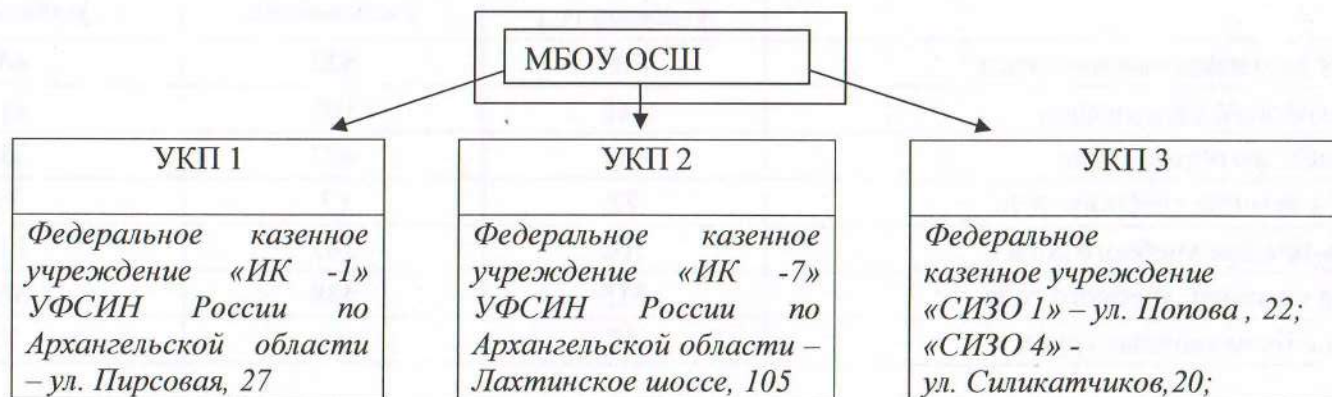 МБОУ ОСШ
УКП 1
Федеральное казенное
учреждение «ИК -1»
УФСИН России по
Архангельской области
– ул. Пирсовая, 27
УКП 2
Федеральное казенное
учреждение «ИК -7»
УФСИН России по
Архангельской области –
Лахтинское шоссе, 105
УКП 3
Федеральное
казенное учреждение
«СИЗО 1» – ул. Попова , 22;
«СИЗО 4» -
ул. Силикатчиков,20;